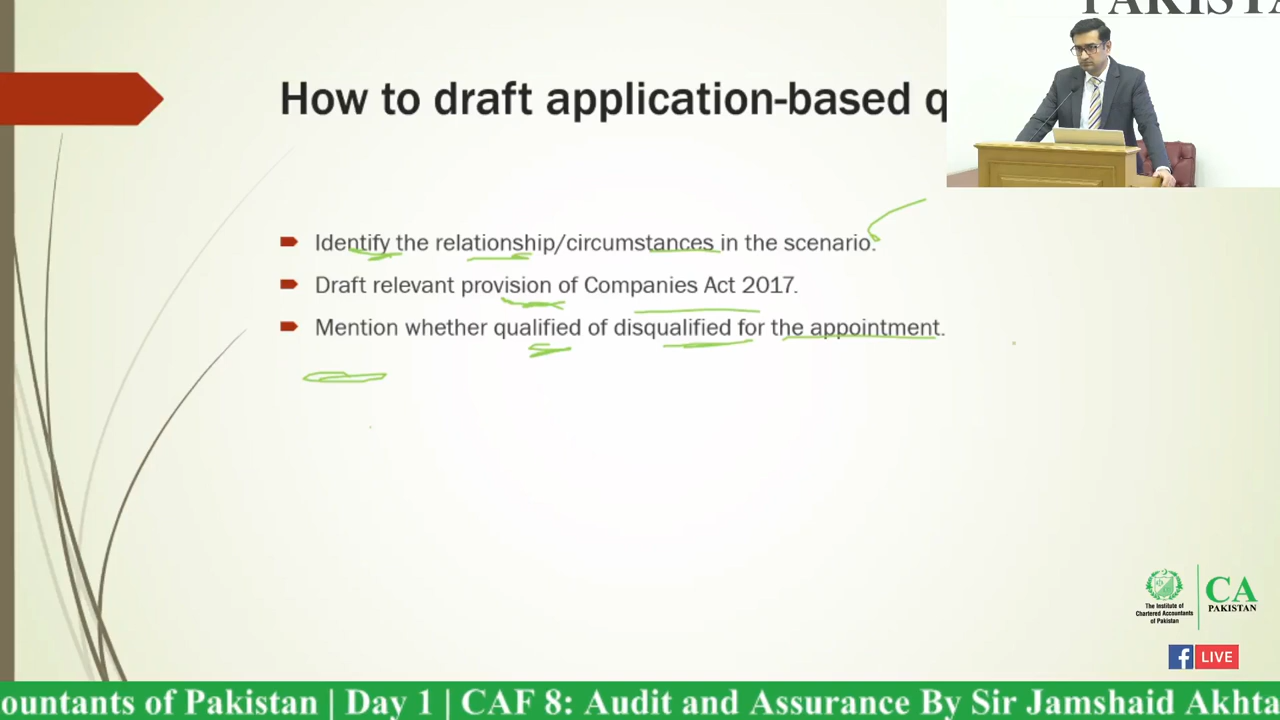 PAKISTA
How to draft application-based q
Identify the relationship/circumstances in the scenario.
Draft relevant provision of Companies Act 2017.
Mention whether qualified of disqualified for the appointment.
The Institute of
Chartered Accountants
of Pakistan
CA
PAKISTAN
f LIVE
ountants of Pakistan | Day 1 | CAF 8: Audit and Assurance By Sir Jamshaid Akhta